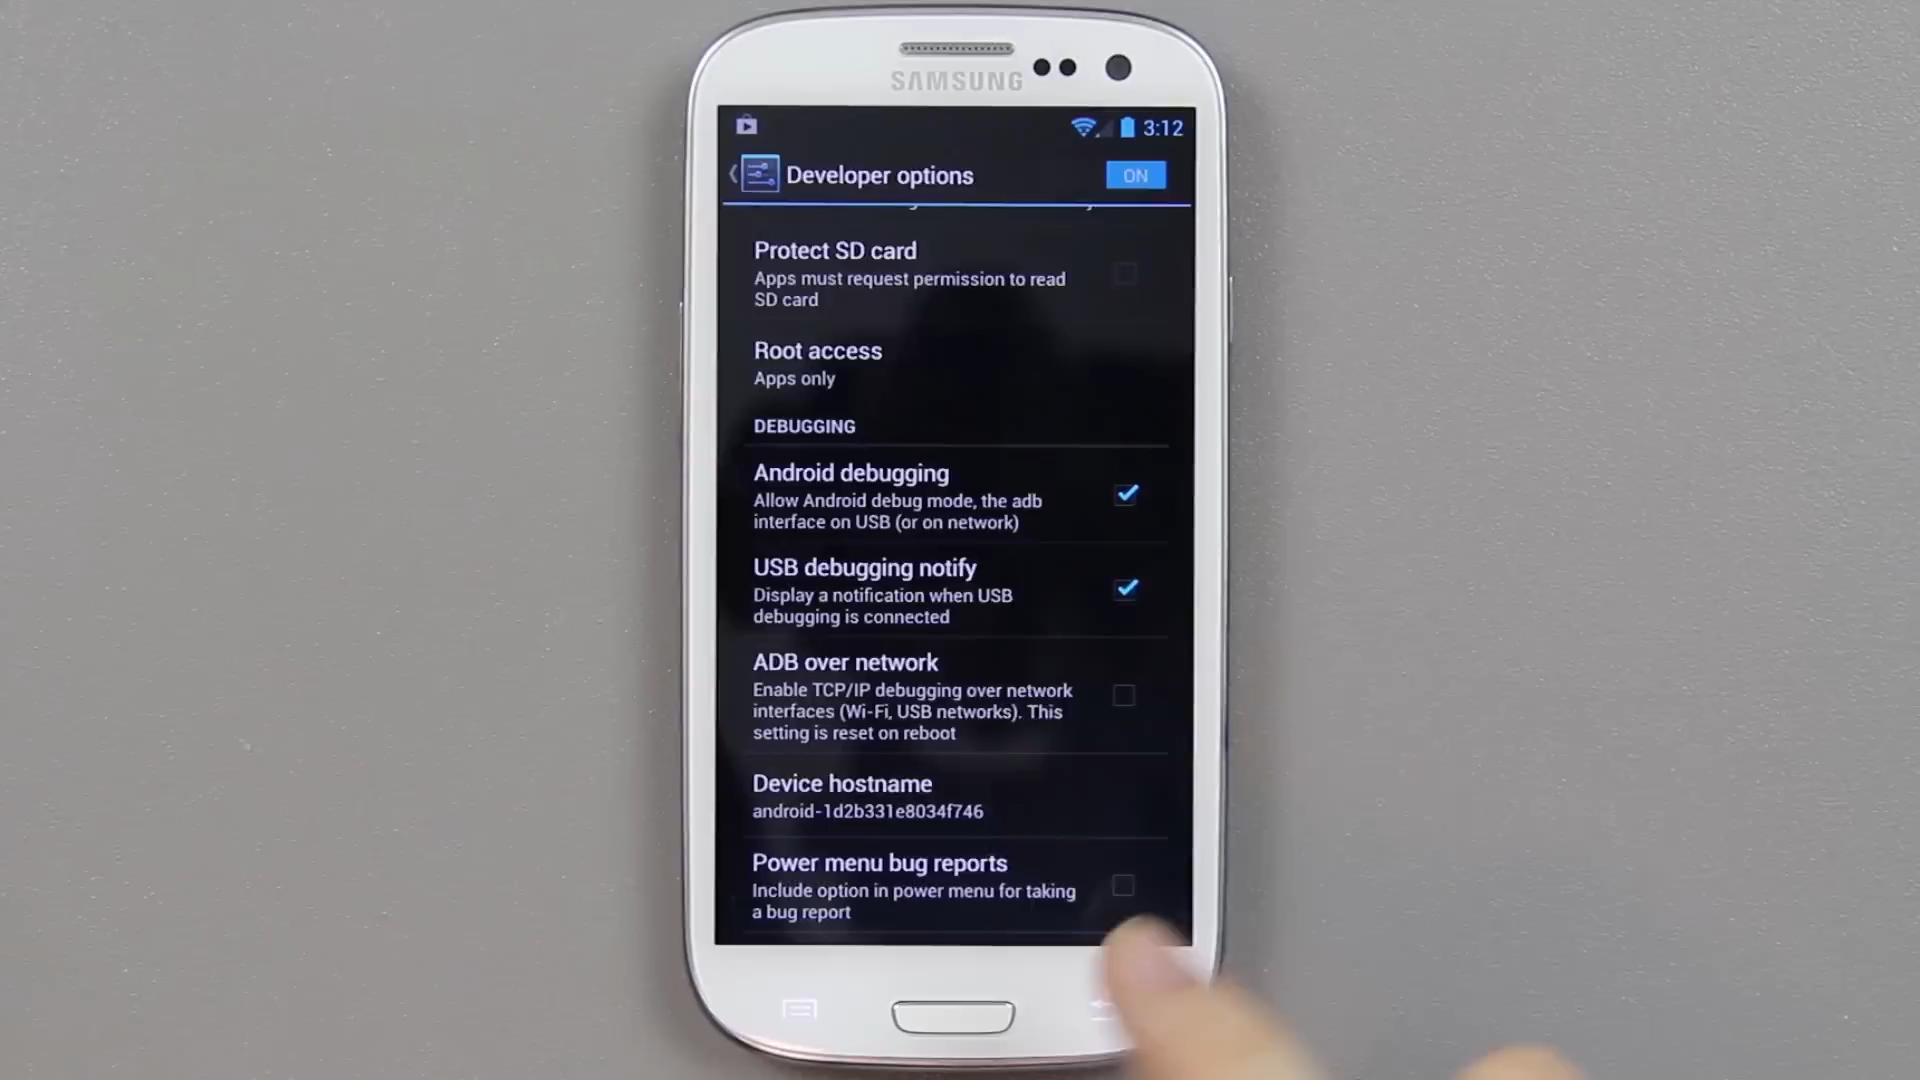 SAMSUNG
3:12
Developer options
ON
Protect SD card
Apps must request permission to read
SD card
Root access
Apps only
DEBUGGING
Android debugging
Allow Android debug mode, the adb
interface on USB (or on network)
USB debugging notify
Display a notification when USB
debugging is connected
ADB over network
Enable TCP/IP debugging over network
interfaces (Wi-Fi, USB networks). This
setting is reset on reboot
Device hostname
android-1d2b331e8034f746
Power menu bug reports
Include option in power menu for taking
a bug report